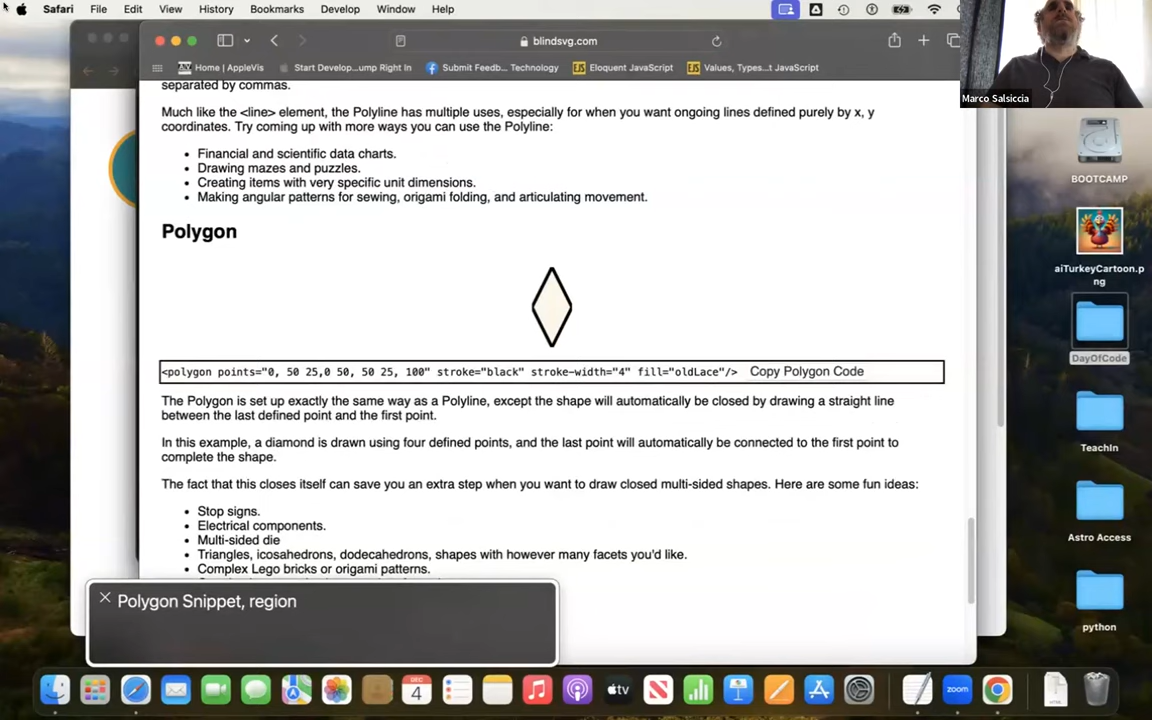 Safari File Edit View History Bookmarks Develop Window Help
blindsvg.com
Home | AppleVis Start Develop...ump Right In Submit Feedb... Technology Eloquent JavaScript Values, Types...t JavaScript
Marco Salsiccia
separated by commas.
Much like the <line> element, the Polyline has multiple uses, especially for when you want ongoing lines defined purely by x, y
coordinates. Try coming up with more ways you can use the Polyline:
• Financial and scientific data charts.
• Drawing mazes and puzzles.
• Creating items with very specific unit dimensions.
• Making angular patterns for sewing, origami folding, and articulating movement.
Polygon
<polygon points="0, 50 25,0 50, 50 25, 100" stroke="black" stroke-width="4" fill="oldLace"/> Copy Polygon Code
The Polygon is set up exactly the same way as a Polyline, except the shape will automatically be closed by drawing a straight line
between the last defined point and the first point.
In this example, a diamond is drawn using four defined points, and the last point will automatically be connected to the first point to
complete the shape.
The fact that this closes itself can save you an extra step when you want to draw closed multi-sided shapes. Here are some fun ideas:
• Stop signs.
• Electrical components.
• Multi-sided die
• Triangles, icosahedrons, dodecahedrons, shapes with however many facets you'd like.
• Complex Lego bricks or origami patterns.
Polygon Snippet, region
BOOTCAMP
aiTurkeyCartoon.p
ng
DayOfCode
TeachIn
Astro Access
python
DEC
4
tv
zoom